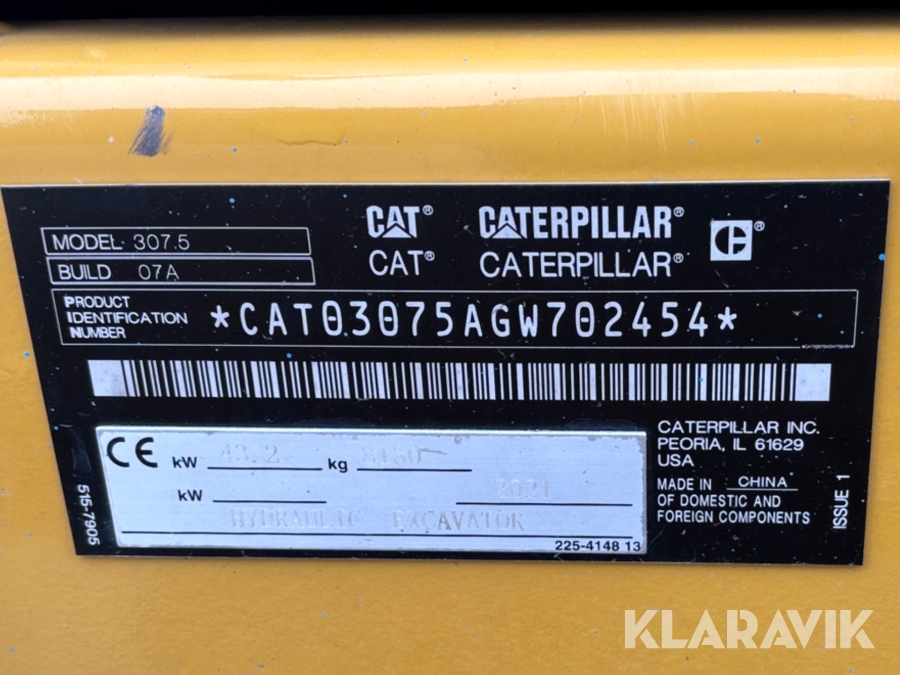 CAT® CATERPILLAR® CE®
CAT® CATERPILLAR®
MODEL 307.5
BUILD 07A
PRODUCT
IDENTIFICATION
NUMBER
*CAT03075AGW702454*
CE kW 43.2 kg 8130
kW 2021
HYDRAULIC EXCAVATOR
225-4148 13
515-7905
CATERPILLAR INC.
PEORIA, IL 61629
USA
MADE IN CHINA
OF DOMESTIC AND
FOREIGN COMPONENTS
ISSUE 1
KLARAVIK